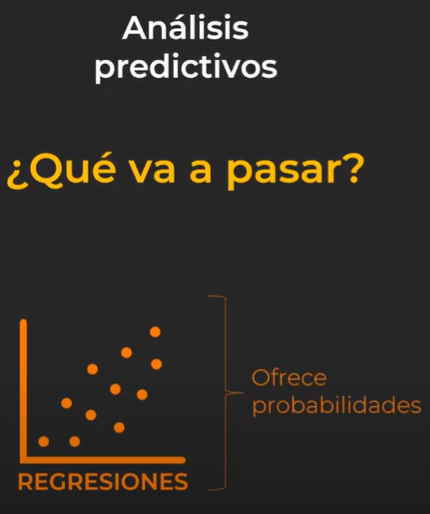 Análisis
predictivos
¿Qué va a pasar?
Ofrece
probabilidades
REGRESIONES